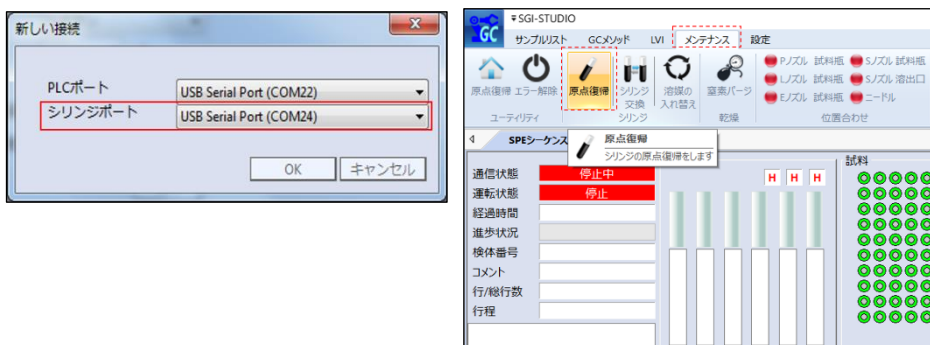 新しい接続
PLCポート
USB Serial Port (COM22)
シリンジポート
USB Serial Port (COM24)
OK
キャンセル
GC
SGI-STUDIO
サンプルリスト GCメソッド LVI メンテナンス 設定
原点復帰 エラー解除 原点復帰 シリンジ交換 溶媒の入れ替え 窒素パージ
Pノズル 試料瓶 Sノズル 試料瓶
Lノズル 試料瓶 Sノズル 溶出口
Eノズル 試料瓶 ニードル
ユーティリティ シリンジ 乾燥 位置合わせ
SPEシーケンス
原点復帰
シリンジの原点復帰をします
通信状態 停止中
運転状態 停止
経過時間
進歩状況
検体番号
コメント
行/総行数
行程
H H H
試料